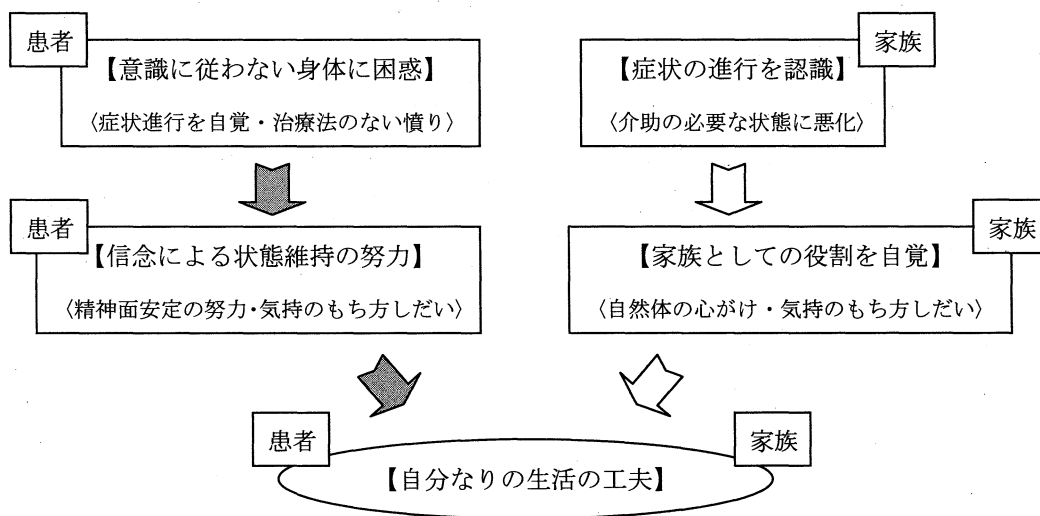 患者
【意識に従わない身体に困惑】
〈症状進行を自覚・治療法のない憤り〉
家族
【症状の進行を認識】
〈介助の必要な状態に悪化〉
患者
【信念による状態維持の努力】
〈精神面安定の努力・気持のもち方しだい〉
家族
【家族としての役割を自覚】
〈自然体の心がけ・気持のもち方しだい〉
患者
家族
【自分なりの生活の工夫】